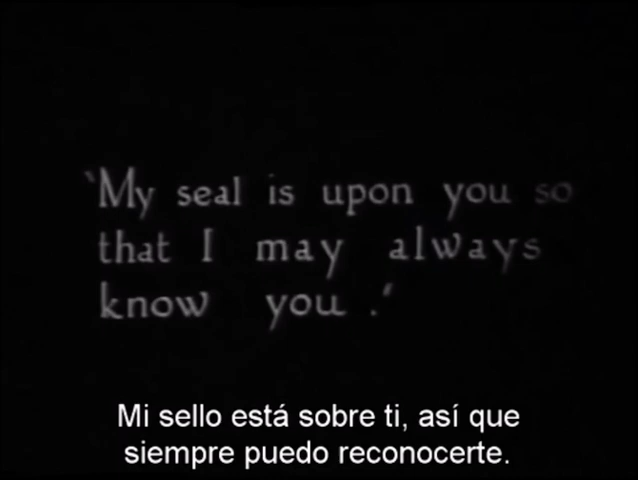 'My seal is upon you so
that I may always
know you.'
Mi sello está sobre ti, así que
siempre puedo reconocerte.